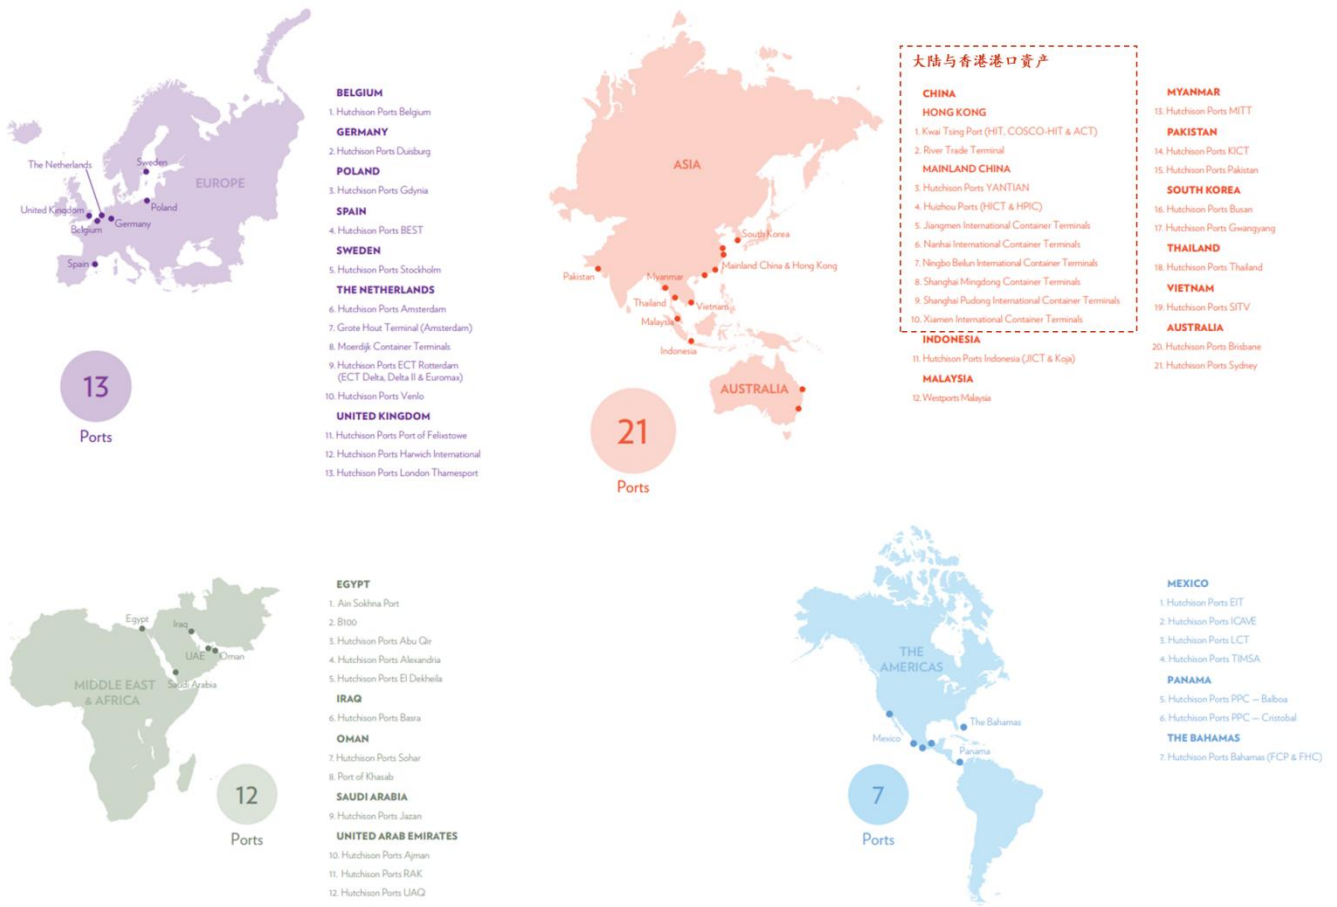 The Netherlands
Sweden
EUROPE
United Kingdom
Poland
Belgium
Germany
Spain
13
Ports
BELGIUM
1. Hutchison Ports Belgium
GERMANY
2. Hutchison Ports Duisburg
POLAND
3. Hutchison Ports Gdynia
SPAIN
4. Hutchison Ports BEST
SWEDEN
5. Hutchison Ports Stockholm
THE NETHERLANDS
6. Hutchison Ports Amsterdam
7. Grote Hout Terminal (Amsterdam)
8. Moerdijk Container Terminals
9. Hutchison Ports ECT Rotterdam
(ECT Delta, Delta II & Euromax)
10. Hutchison Ports Venlo
UNITED KINGDOM
11. Hutchison Ports Port of Felixstowe
12. Hutchison Ports Harwich International
13. Hutchison Ports London Thamesport
ASIA
South Korea
Mainland China & Hong Kong
Pakistan
Myanmar
Thailand
Vietnam
Malaysia
Indonesia
AUSTRALIA
21
Ports
大陆与香港港口资产
CHINA
HONG KONG
1. Kwai Tsing Port (HIT, COSCO-HIT & ACT)
2. River Trade Terminal
MAINLAND CHINA
3. Hutchison Ports YANTIAN
4. Huizhou Ports (HICT & HPIC)
5. Jiangmen International Container Terminals
6. Nanhai International Container Terminals
7. Ningbo Beilun International Container Terminals
8. Shanghai Mingdong Container Terminals
9. Shanghai Pudong International Container Terminals
10. Xiamen International Container Terminals
INDONESIA
11. Hutchison Ports Indonesia (JICT & Koja)
MALAYSIA
12. Westports Malaysia
MYANMAR
13. Hutchison Ports MITT
PAKISTAN
14. Hutchison Ports KICT
15. Hutchison Ports Pakistan
SOUTH KOREA
16. Hutchison Ports Busan
17. Hutchison Ports Gwangyang
THAILAND
18. Hutchison Ports Thailand
VIETNAM
19. Hutchison Ports SITV
AUSTRALIA
20. Hutchison Ports Brisbane
21. Hutchison Ports Sydney
Egypt
Iraq
UAE
Oman
MIDDLE EAST
& AFRICA
Saudi Arabia
12
Ports
EGYPT
1. Ain Sokhna Port
2. B100
3. Hutchison Ports Abu Qir
4. Hutchison Ports Alexandria
5. Hutchison Ports El Dekheila
IRAQ
6. Hutchison Ports Basra
OMAN
7. Hutchison Ports Sohar
8. Port of Khasab
SAUDI ARABIA
9. Hutchison Ports Jazan
UNITED ARAB EMIRATES
10. Hutchison Ports Ajman
11. Hutchison Ports RAK
12. Hutchison Ports UAQ
THE
AMERICAS
The Bahamas
Mexico
Panama
7
Ports
MEXICO
1. Hutchison Ports EIT
2. Hutchison Ports ICAVE
3. Hutchison Ports LCT
4. Hutchison Ports TIMSA
PANAMA
5. Hutchison Ports PPC – Balboa
6. Hutchison Ports PPC – Cristobal
THE BAHAMAS
7. Hutchison Ports Bahamas (FCP & FHC)